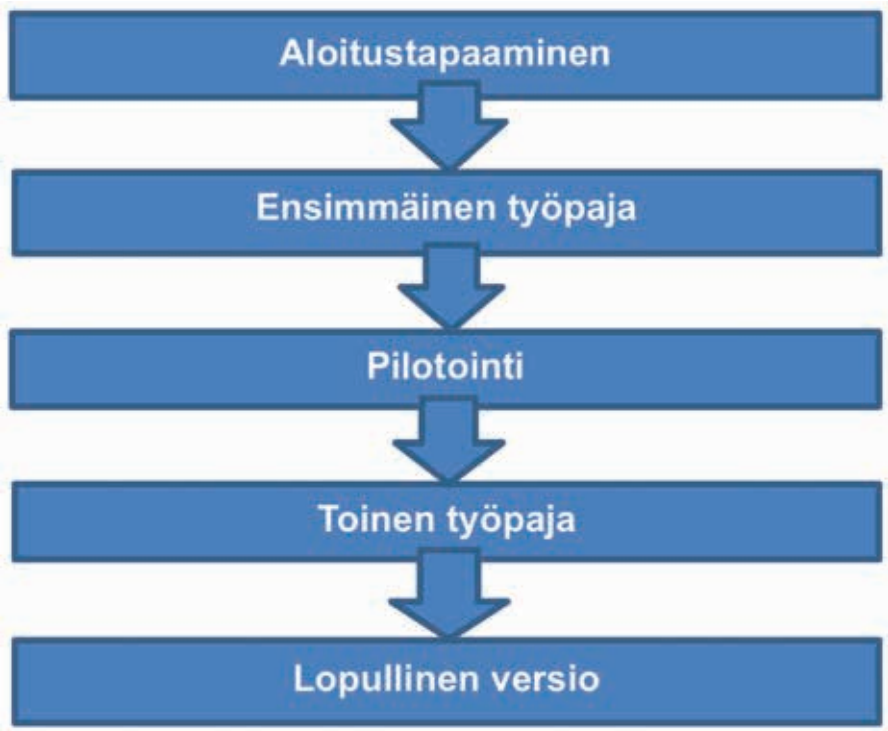 Aloitustapaaminen
Ensimmäinen työpaja
Pilotointi
Toinen työpaja
Lopullinen versio